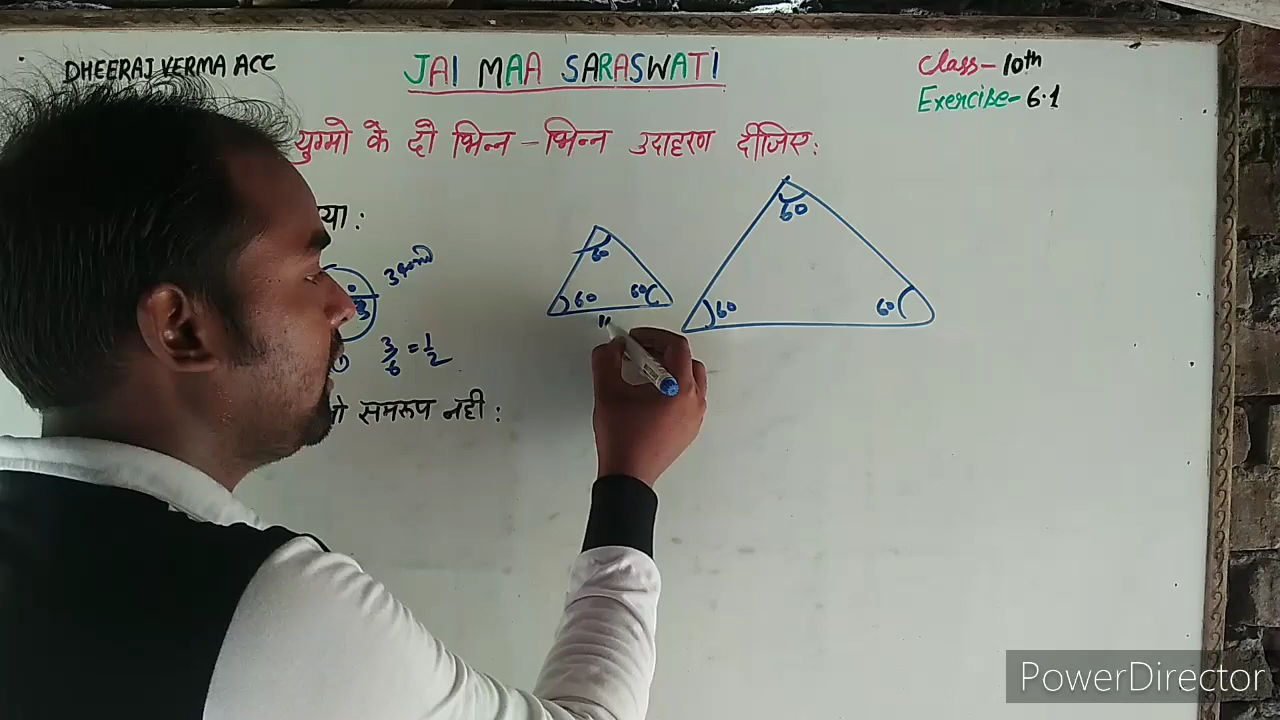 DHEERAJ VERMA ACC
JAI MAA SARASWATI
Class-10th
Exercise-6.1
युग्मो के दो भिन्न-भिन्न उदाहरण दीजिए:
60
60
60
60
60
60
3/6 = 1/2
समरूप नही:
PowerDirector